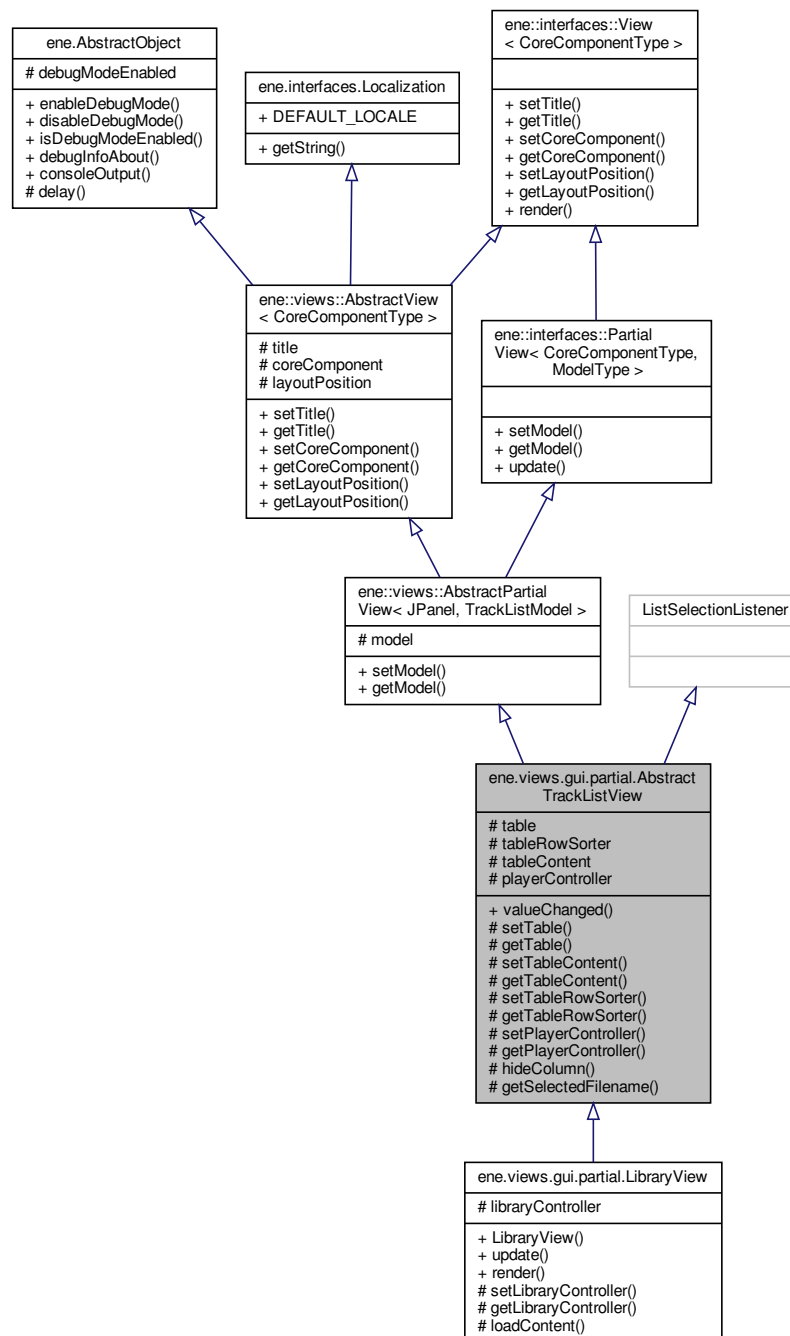 ene.AbstractObject
# debugModeEnabled
+ enableDebugMode()
+ disableDebugMode()
+ isDebugModeEnabled()
+ debugInfoAbout()
+ consoleOutput()
# delay()
ene.interfaces.Localization
+ DEFAULT_LOCALE
+ getString()
ene::interfaces::View
< CoreComponentType >
+ setTitle()
+ getTitle()
+ setCoreComponent()
+ getCoreComponent()
+ setLayoutPosition()
+ getLayoutPosition()
+ render()
ene::views::AbstractView
< CoreComponentType >
# title
# coreComponent
# layoutPosition
+ setTitle()
+ getTitle()
+ setCoreComponent()
+ getCoreComponent()
+ setLayoutPosition()
+ getLayoutPosition()
ene::interfaces::Partial
View< CoreComponentType,
ModelType >
+ setModel()
+ getModel()
+ update()
ene::views::AbstractPartial
View< JPanel, TrackListModel >
# model
+ setModel()
+ getModel()
ListSelectionListener
ene.views.gui.partial.Abstract
TrackListView
# table
# tableRowSorter
# tableContent
# playerController
+ valueChanged()
# setTable()
# getTable()
# setTableContent()
# getTableContent()
# setTableRowSorter()
# getTableRowSorter()
# setPlayerController()
# getPlayerController()
# hideColumn()
# getSelectedFilename()
ene.views.gui.partial.LibraryView
# libraryController
+ LibraryView()
+ update()
+ render()
# setLibraryController()
# getLibraryController()
# loadContent()